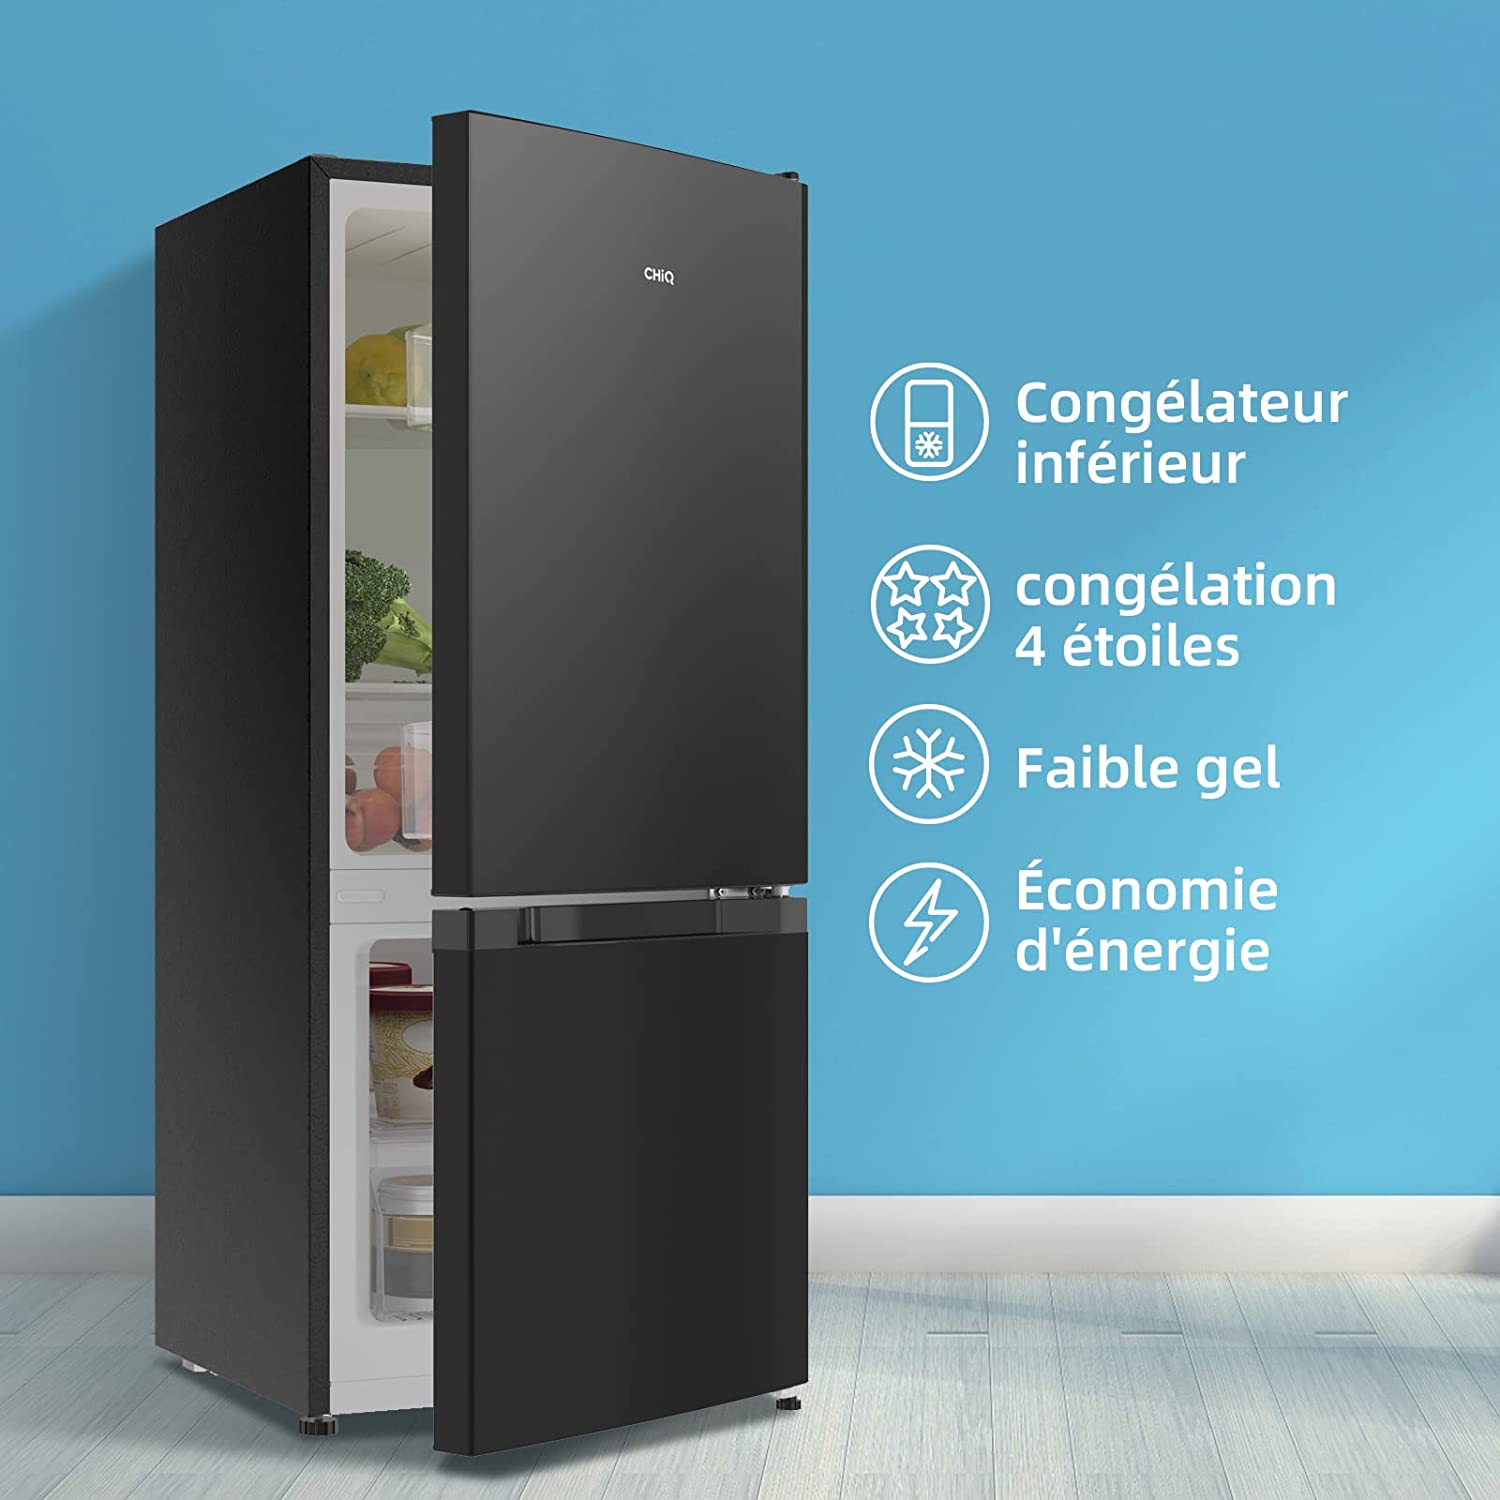 CHiQ
Congélateur
inférieur
congélation
4 étoiles
Faible gel
Économie
d'énergie